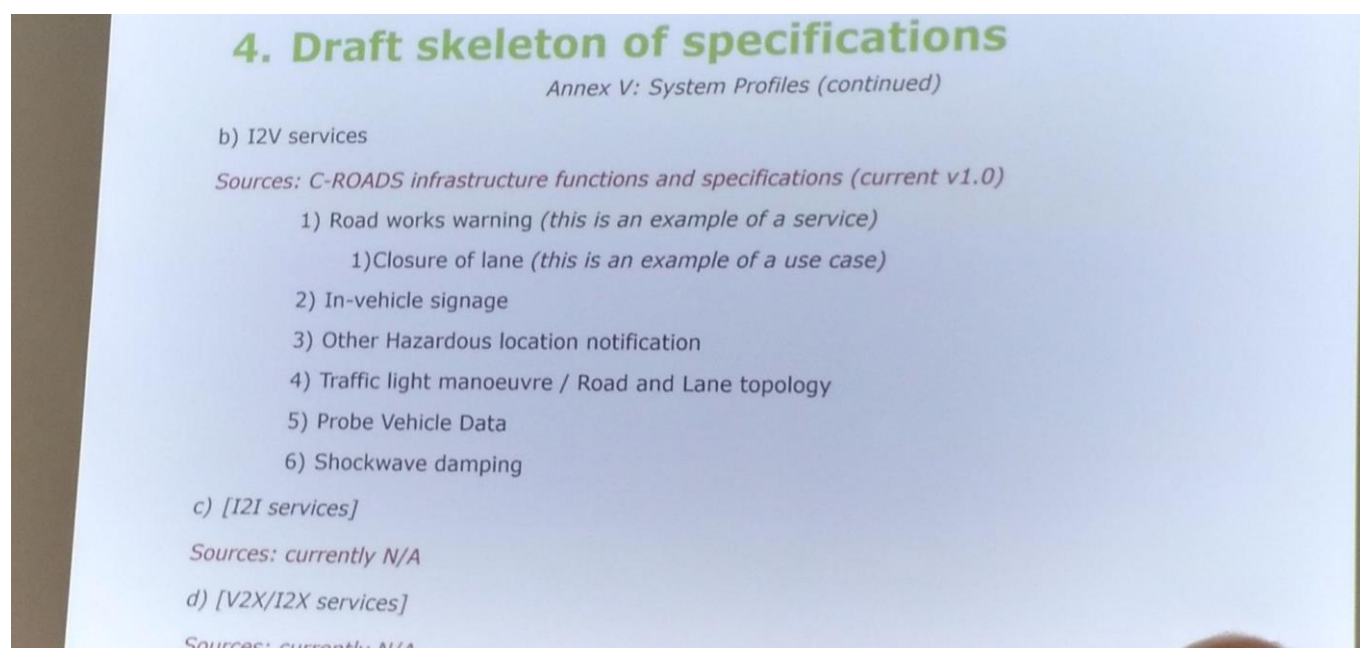 4. Draft skeleton of specifications
Annex V: System Profiles (continued)
b) I2V services
Sources: C-ROADS infrastructure functions and specifications (current v1.0)
1) Road works warning (this is an example of a service)
1)Closure of lane (this is an example of a use case)
2) In-vehicle signage
3) Other Hazardous location notification
4) Traffic light manoeuvre / Road and Lane topology
5) Probe Vehicle Data
6) Shockwave damping
c) [I2I services]
Sources: currently N/A
d) [V2X/I2X services]
Sources: currently N/A